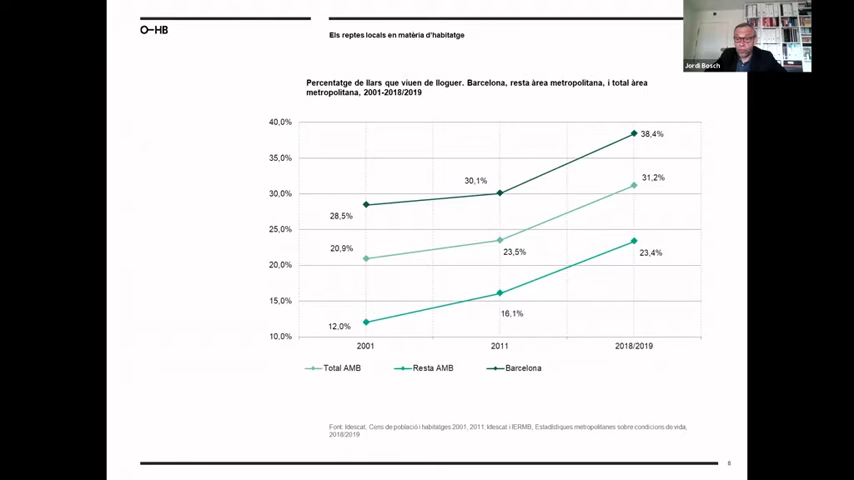 O-HB
Els reptes locals en matèria d'habitatge
Jordi Bosch
Percentatge de llars que viuen de lloguer. Barcelona, resta àrea metropolitana, i total àrea
metropolitana, 2001-2018/2019
40,0%
35,0%
30,0%
25,0%
20,0%
15,0%
10,0%
28,5%
30,1%
38,4%
20,9%
23,5%
31,2%
12,0%
16,1%
23,4%
2001
2011
2018/2019
Total AMB
Resta AMB
Barcelona
Font: Idescat, Cens de població i habitatges 2001, 2011. Idescat i IERMB, Estadístiques metropolitanes sobre condicions de vida,
2018/2019
8